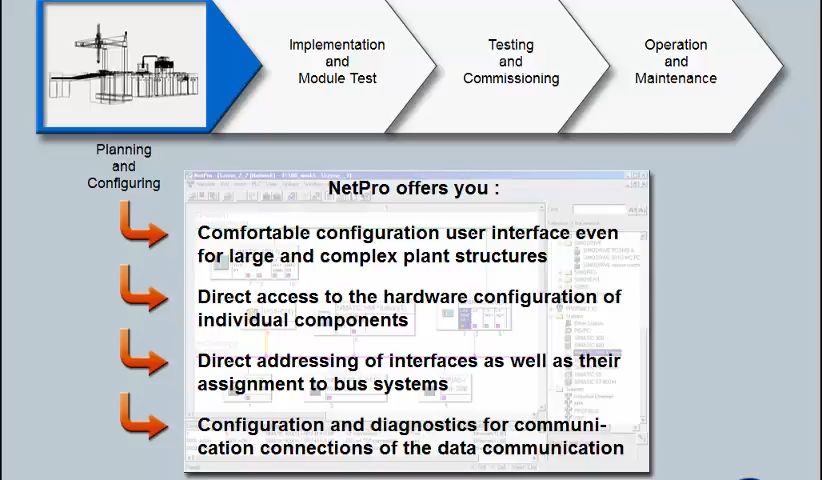 Implementation
and
Module Test
Testing
and
Commissioning
Operation
and
Maintenance
Planning
and
Configuring
NetPro offers you :
Comfortable configuration user interface even
for large and complex plant structures
Direct access to the hardware configuration of
individual components
Direct addressing of interfaces as well as their
assignment to bus systems
Configuration and diagnostics for communi-
cation connections of the data communication